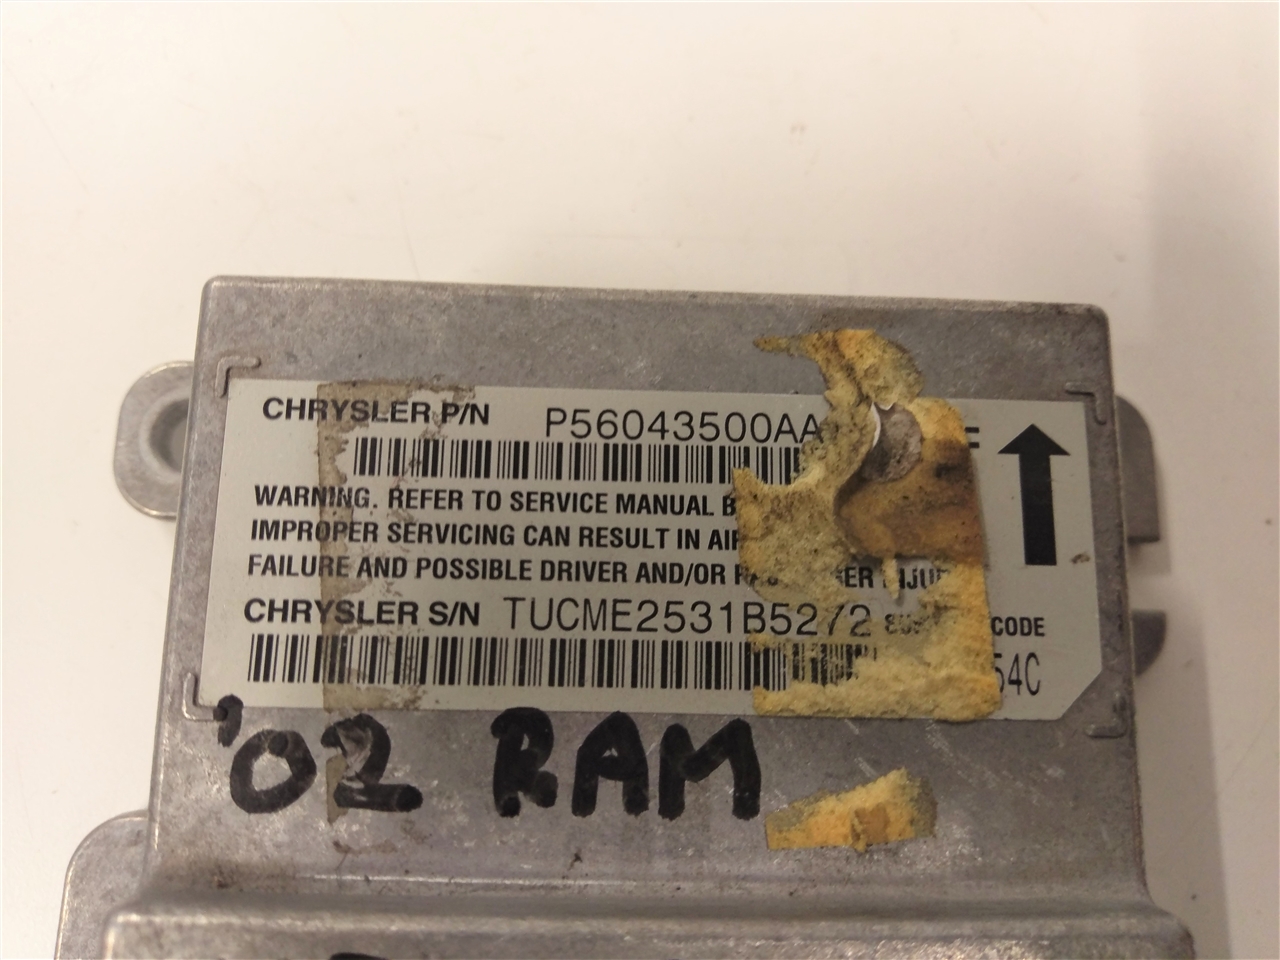 CHRYSLER P/N P56043500AA
WARNING. REFER TO SERVICE MANUAL
IMPROPER SERVICING CAN RESULT IN
FAILURE AND POSSIBLE DRIVER AND/OR
CHRYSLER S/N TUCME2531B5272 CODE
54C
'02 RAM